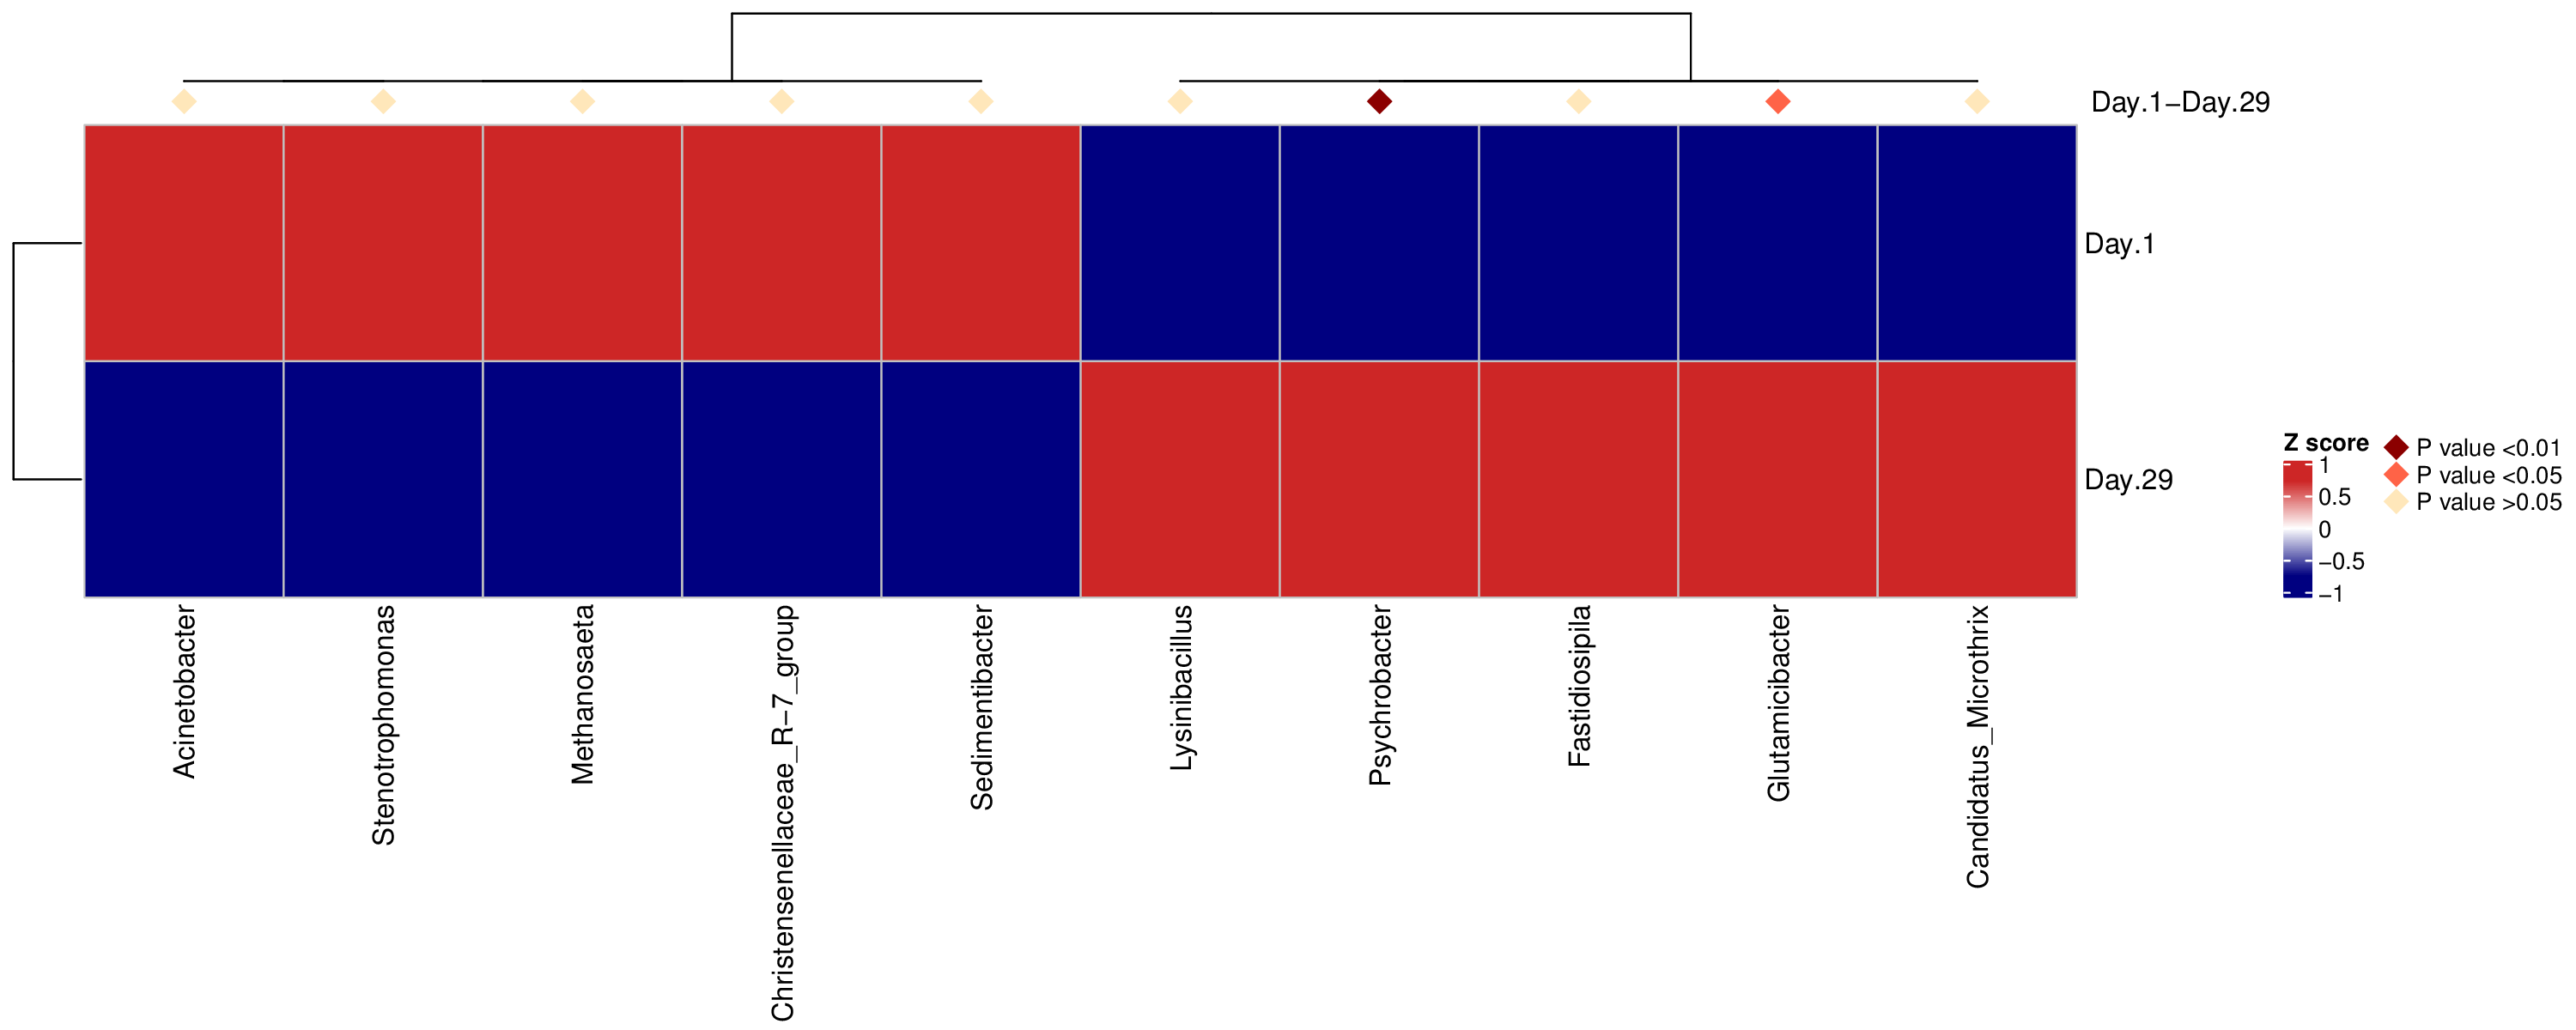 Day.1–Day.29
Day.1
Day.29
Z score
1
0.5
0
−0.5
−1
P value <0.01
P value <0.05
P value >0.05
Acinetobacter
Stenotrophomonas
Methanosaeta
Christensenellaceae_R−7_group
Sedimentibacter
Lysinibacillus
Psychrobacter
Fastidiosipila
Glutamicibacter
Candidatus_Microthrix